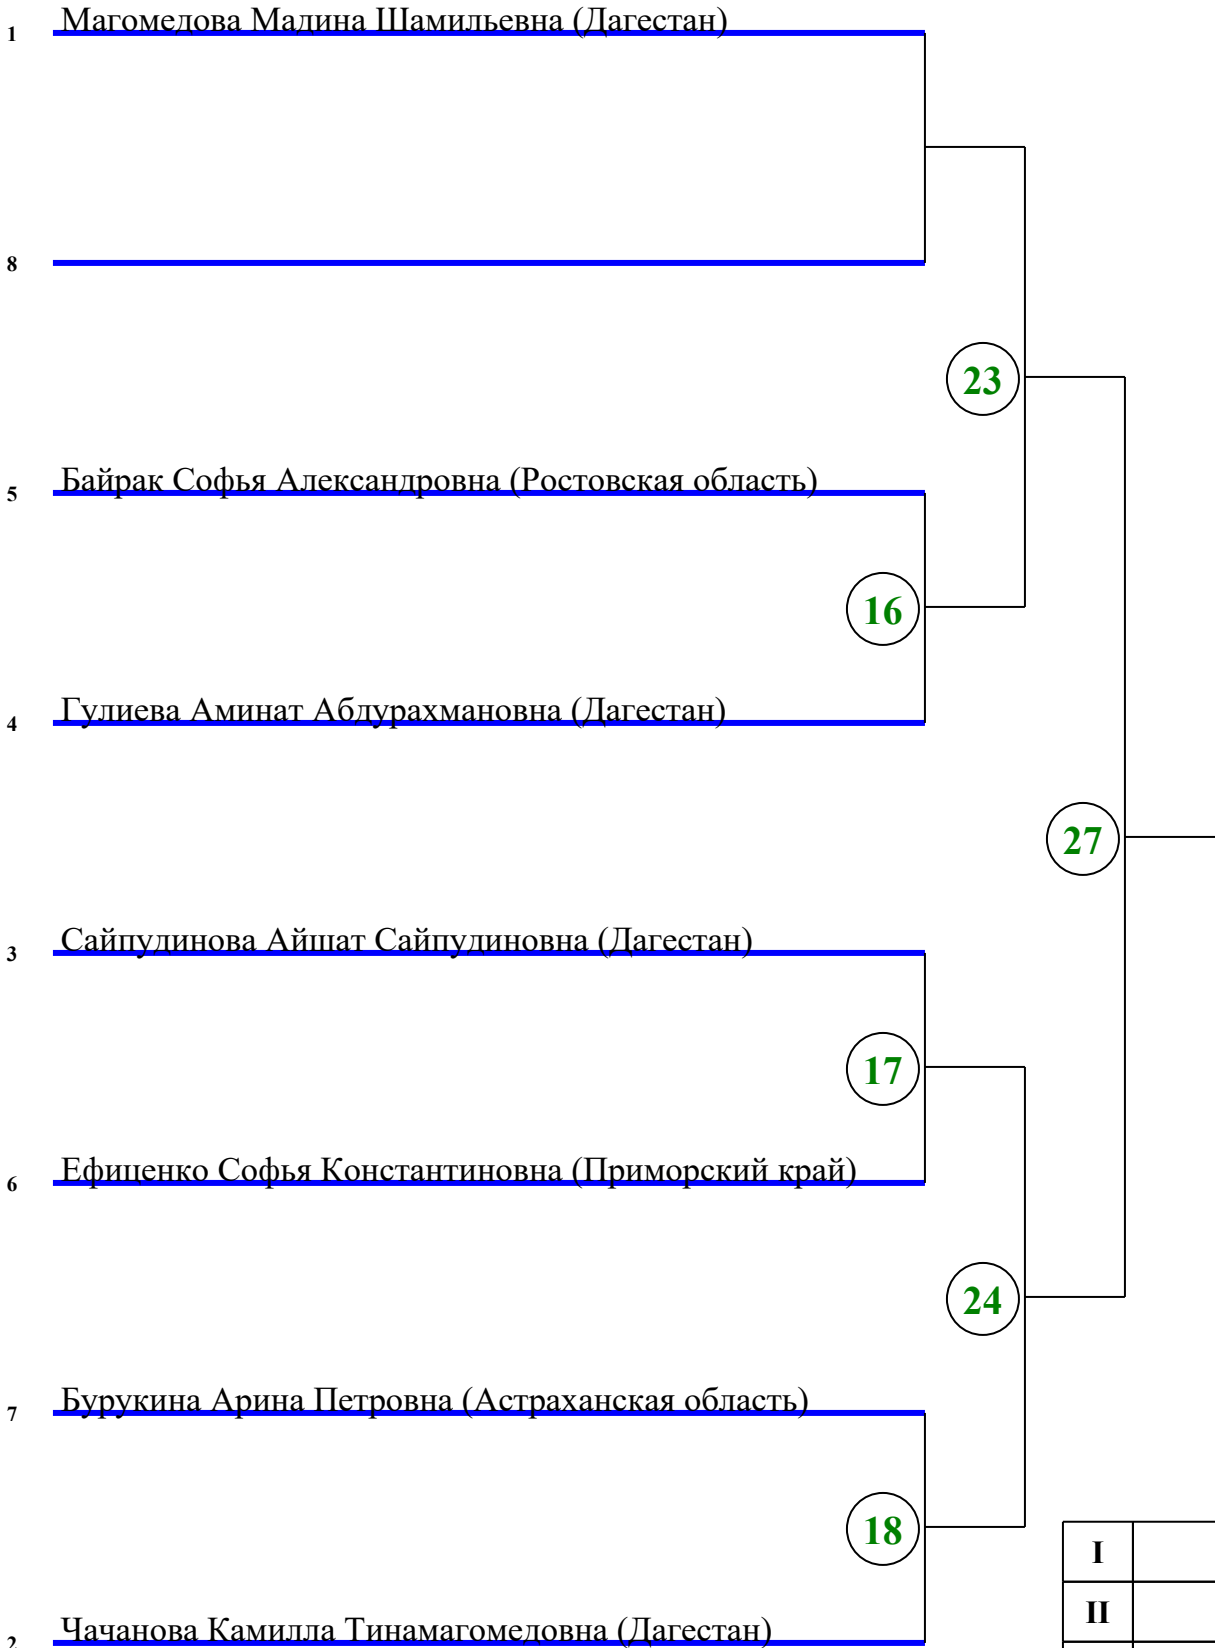 1 Магомедова Мадина Шамильевна (Дагестан)
8
23
5 Байрак Софья Александровна (Ростовская область)
16
4 Гулиева Аминат Абдурахмановна (Дагестан)
27
3 Сайпудинова Айшат Сайпудиновна (Дагестан)
17
6 Ефиценко Софья Константиновна (Приморский край)
24
7 Бурукина Арина Петровна (Астраханская область)
18
I
II
2 Чачанова Камилла Тинамагомедовна (Дагестан)